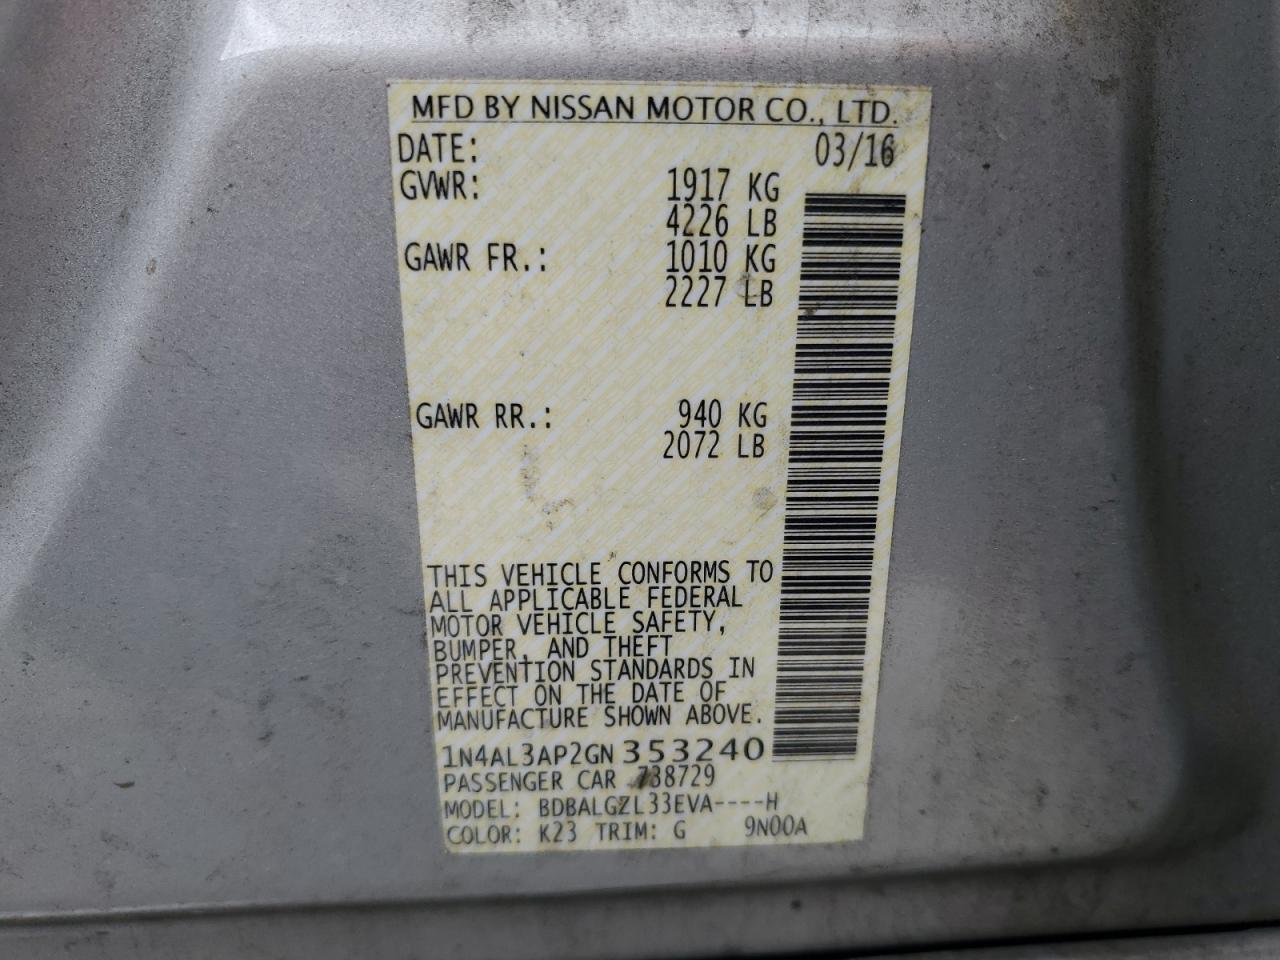 MFD BY NISSAN MOTOR CO., LTD.
DATE: 03/16
GVWR: 1917 KG
4226 LB
GAWR FR.: 1010 KG
2227 LB
GAWR RR.: 940 KG
2072 LB
THIS VEHICLE CONFORMS TO
ALL APPLICABLE FEDERAL
MOTOR VEHICLE SAFETY,
BUMPER, AND THEFT
PREVENTION STANDARDS IN
EFFECT ON THE DATE OF
MANUFACTURE SHOWN ABOVE.
1N4AL3AP2GN353240
PASSENGER CAR 738729
MODEL: BDBALGZL33EVA----H
COLOR: K23 TRIM: G 9N00A